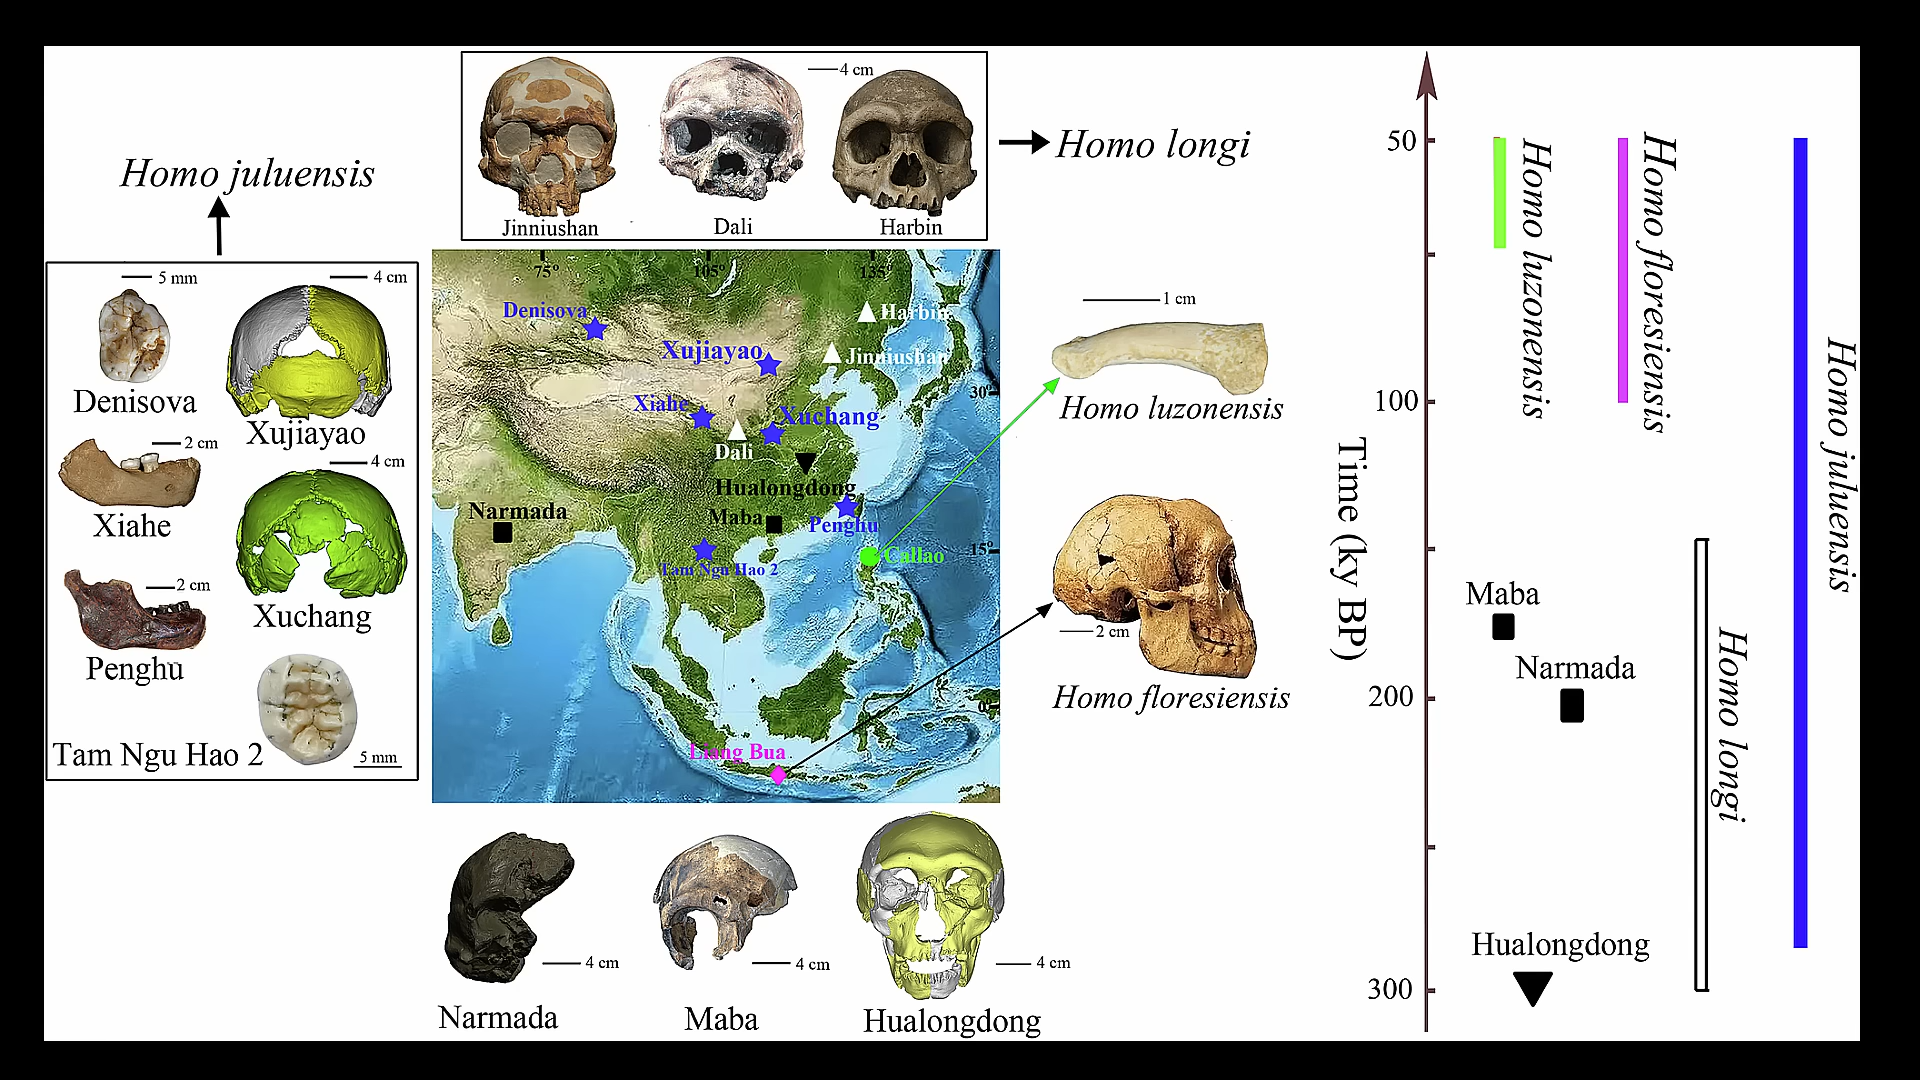 Homo juluensis
5 mm
4 cm
Denisova
Xujiayao
2 cm
4 cm
Xiahe
Xuchang
2 cm
Penghu
Tam Ngu Hao 2
5 mm
4 cm
Jinniushan
Dali
Harbin
Homo longi
75°
105°
135°
Denisova
Harbin
Xujiayao
Jinniushan
30°
Xiahe
Xuchang
Dali
Hualongdong
Narmada
Maba
Penghu
15°
Callao
Tam Ngu Hao 2
0°
Liang Bua
1 cm
Homo luzonensis
2 cm
Homo floresiensis
4 cm
4 cm
4 cm
Narmada
Maba
Hualongdong
Time (ky BP)
50
100
200
300
Homo luzonensis
Homo floresiensis
Homo juluensis
Maba
Narmada
Homo longi
Hualongdong